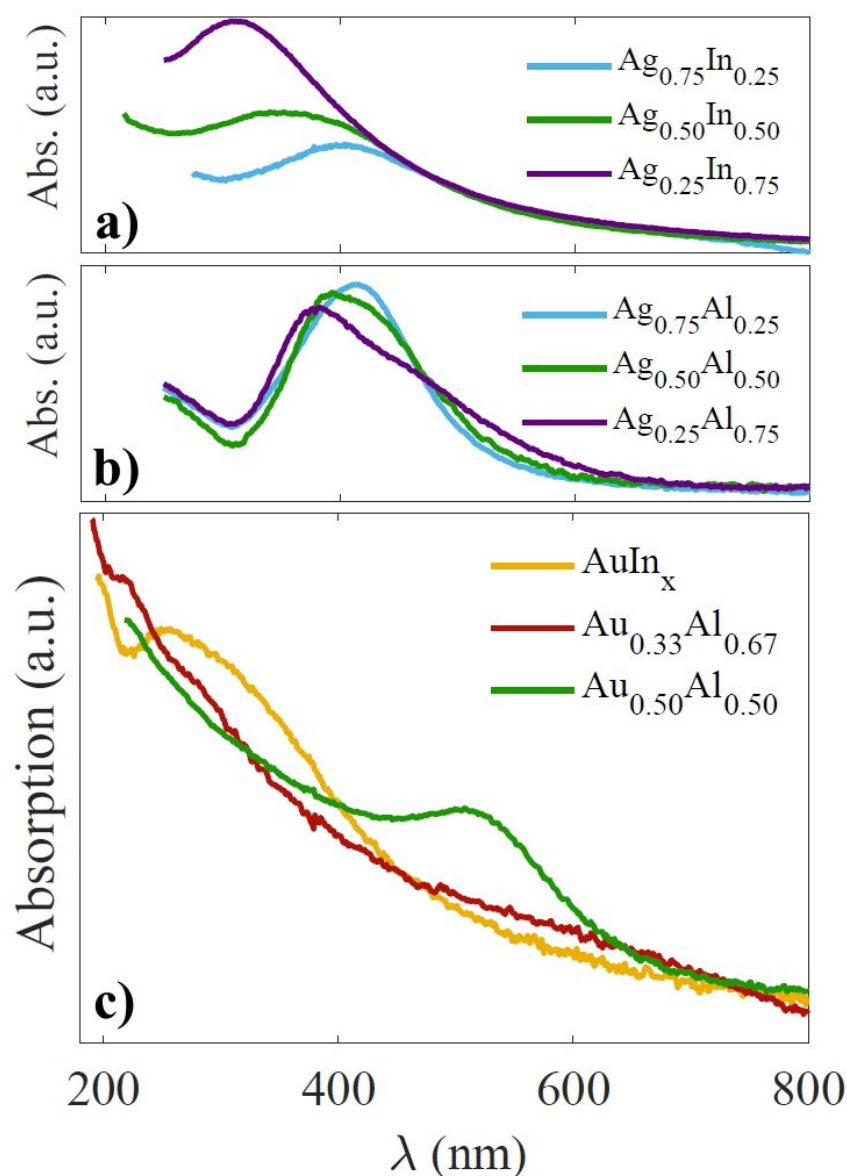 Abs. (a.u.)
Ag0.75In0.25
Ag0.50In0.50
Ag0.25In0.75
a)
Abs. (a.u.)
Ag0.75Al0.25
Ag0.50Al0.50
Ag0.25Al0.75
b)
Absorption (a.u.)
AuInx
Au0.33Al0.67
Au0.50Al0.50
c)
200 400 600 800
λ (nm)